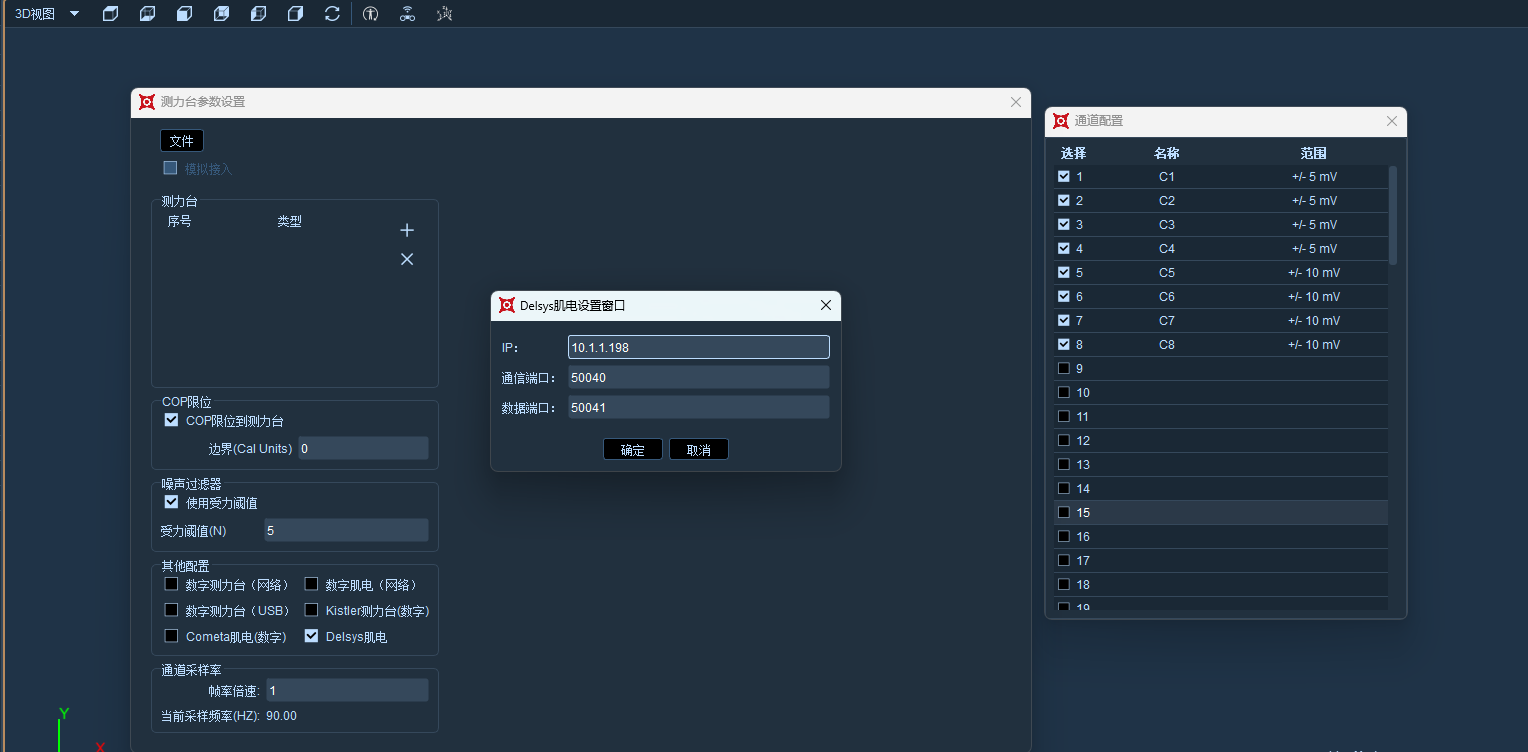 3D视图
测力台参数设置
文件
模拟接入
测力台
序号 类型
COP限位
COP限位到测力台
边界(Cal Units) 0
噪声过滤器
使用受力阈值
受力阈值(N) 5
其他配置
数字测力台（网络） 数字肌电（网络）
数字测力台（USB） Kistler测力台(数字)
Cometa肌电(数字) Delsys肌电
通道采样率
帧率倍速: 1
当前采样频率(HZ): 90.00
Delsys肌电设置窗口
IP： 10.1.1.198
通信端口： 50040
数据端口： 50041
确定 取消
通道配置
选择 名称 范围
1 C1 +/- 5 mV
2 C2 +/- 5 mV
3 C3 +/- 5 mV
4 C4 +/- 5 mV
5 C5 +/- 10 mV
6 C6 +/- 10 mV
7 C7 +/- 10 mV
8 C8 +/- 10 mV
9
10
11
12
13
14
15
16
17
18
19
Y
X